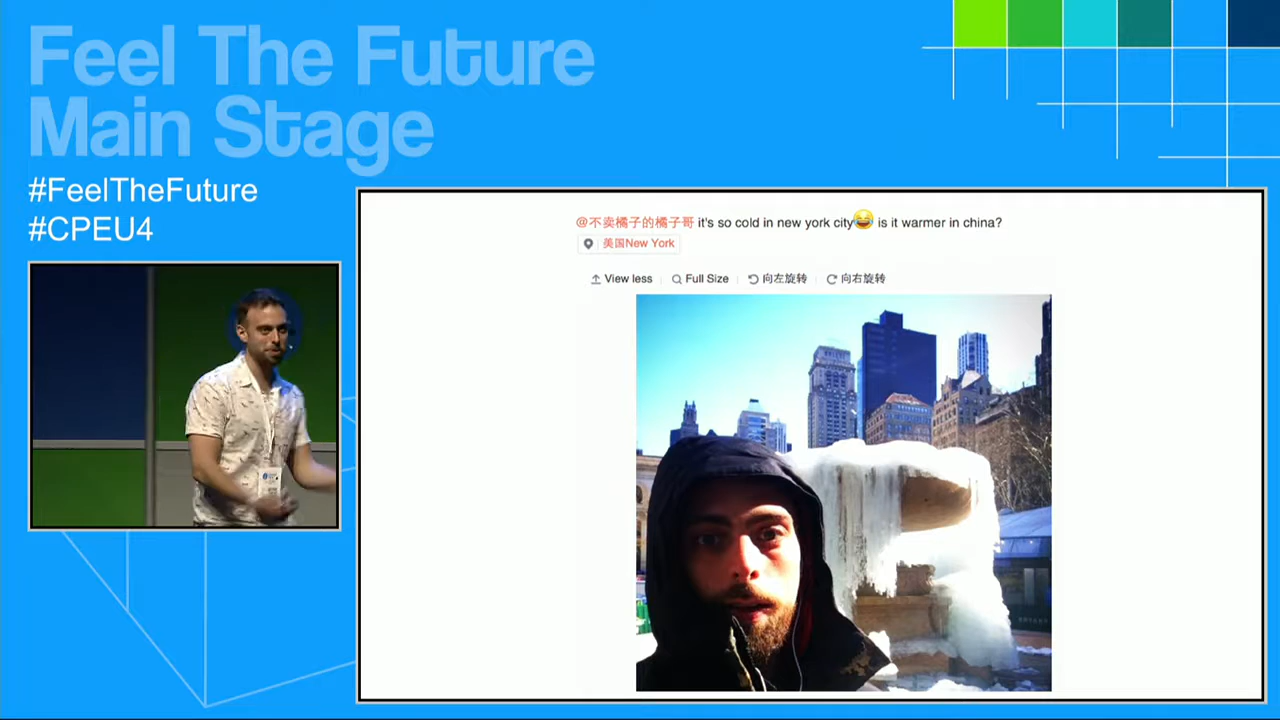 Feel The Future
Main Stage
#FeelTheFuture
#CPEU4
@不卖橘子的橘子哥 it's so cold in new york city😂 is it warmer in china?
美国New York
View less Full Size 向左旋转 向右旋转